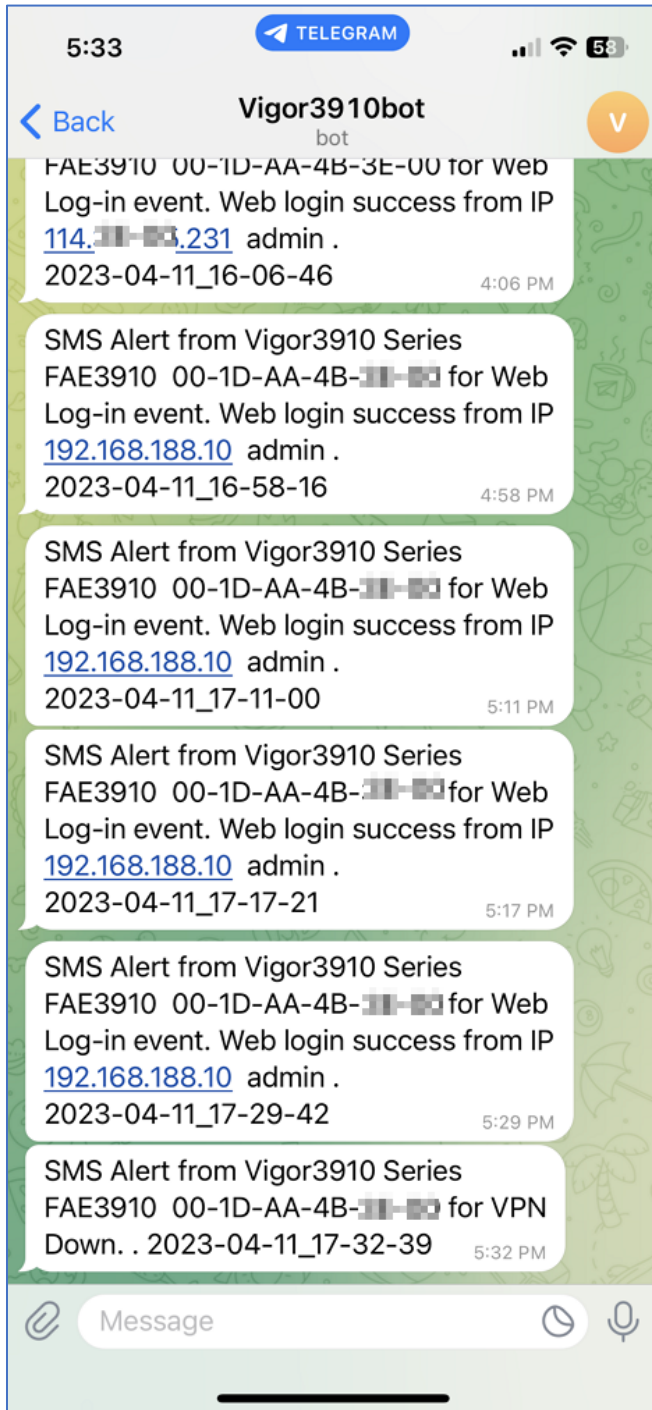 5:33
TELEGRAM
58
Back
Vigor3910bot
bot
V
FAE3910 00-1D-AA-4B-3E-00 for Web
Log-in event. Web login success from IP
114. .231 admin .
2023-04-11_16-06-46
4:06 PM
SMS Alert from Vigor3910 Series
FAE3910 00-1D-AA-4B- for Web
Log-in event. Web login success from IP
192.168.188.10 admin .
2023-04-11_16-58-16
4:58 PM
SMS Alert from Vigor3910 Series
FAE3910 00-1D-AA-4B- for Web
Log-in event. Web login success from IP
192.168.188.10 admin .
2023-04-11_17-11-00
5:11 PM
SMS Alert from Vigor3910 Series
FAE3910 00-1D-AA-4B- for Web
Log-in event. Web login success from IP
192.168.188.10 admin .
2023-04-11_17-17-21
5:17 PM
SMS Alert from Vigor3910 Series
FAE3910 00-1D-AA-4B- for Web
Log-in event. Web login success from IP
192.168.188.10 admin .
2023-04-11_17-29-42
5:29 PM
SMS Alert from Vigor3910 Series
FAE3910 00-1D-AA-4B- for VPN
Down. . 2023-04-11_17-32-39
5:32 PM
Message